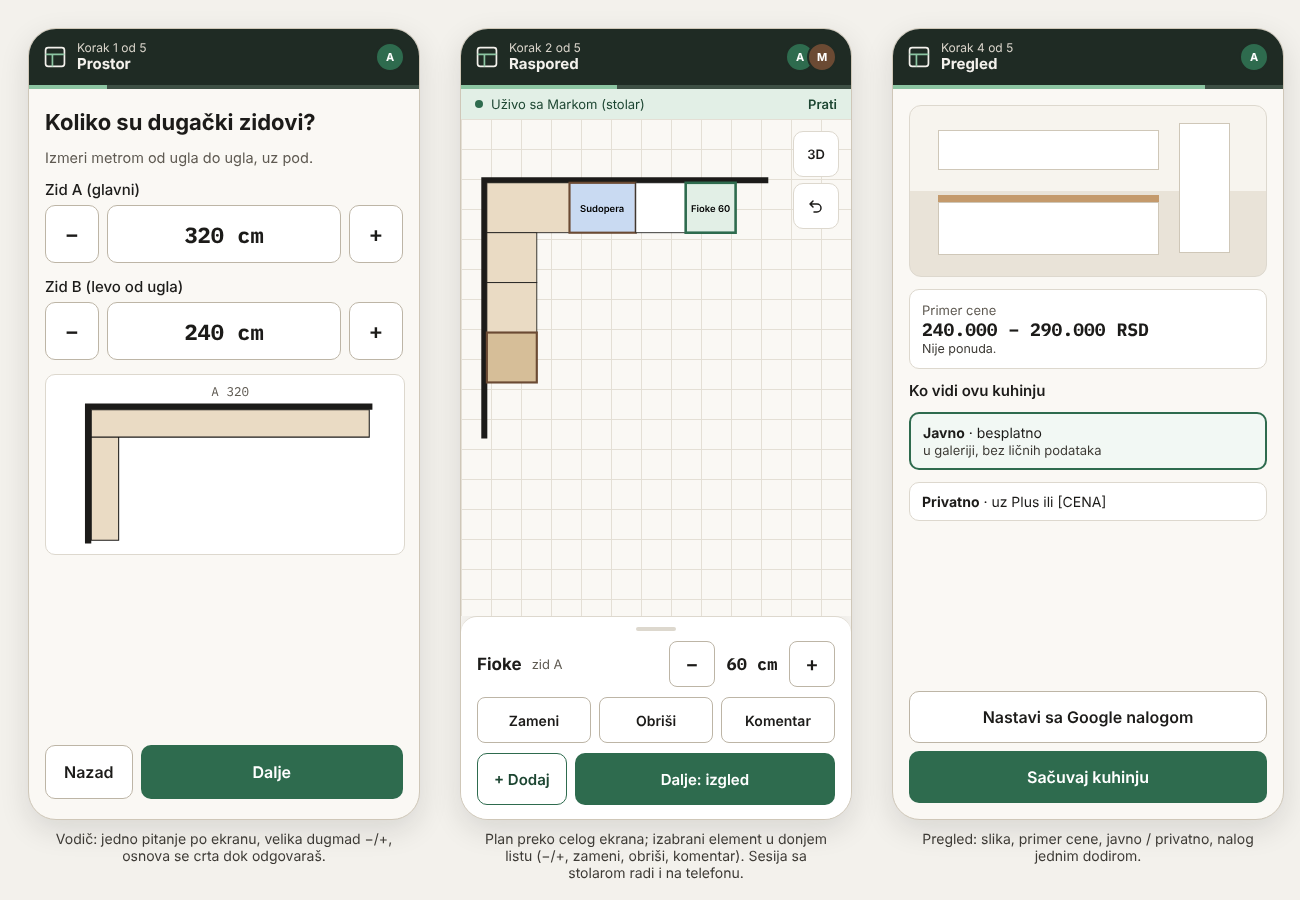 Korak 1 od 5
Prostor
A
Koliko su dugački zidovi?
Izmeri metrom od ugla do ugla, uz pod.
Zid A (glavni)
− 320 cm +
Zid B (levo od ugla)
− 240 cm +
A 320
Nazad
Dalje
Vodič: jedno pitanje po ekranu, velika dugmad −/+,
osnova se crta dok odgovaraš.
Korak 2 od 5
Raspored
A M
Uživo sa Markom (stolar)
Prati
3D
Sudopera
Fioke 60
Fioke zid A
− 60 cm +
Zameni
Obriši
Komentar
+ Dodaj
Dalje: izgled
Plan preko celog ekrana; izabrani element u donjem
listu (−/+, zameni, obriši, komentar). Sesija sa
stolarom radi i na telefonu.
Korak 4 od 5
Pregled
A
Primer cene
240.000 – 290.000 RSD
Nije ponuda.
Ko vidi ovu kuhinju
Javno · besplatno
u galeriji, bez ličnih podataka
Privatno · uz Plus ili [CENA]
Nastavi sa Google nalogom
Sačuvaj kuhinju
Pregled: slika, primer cene, javno / privatno, nalog
jednim dodirom.